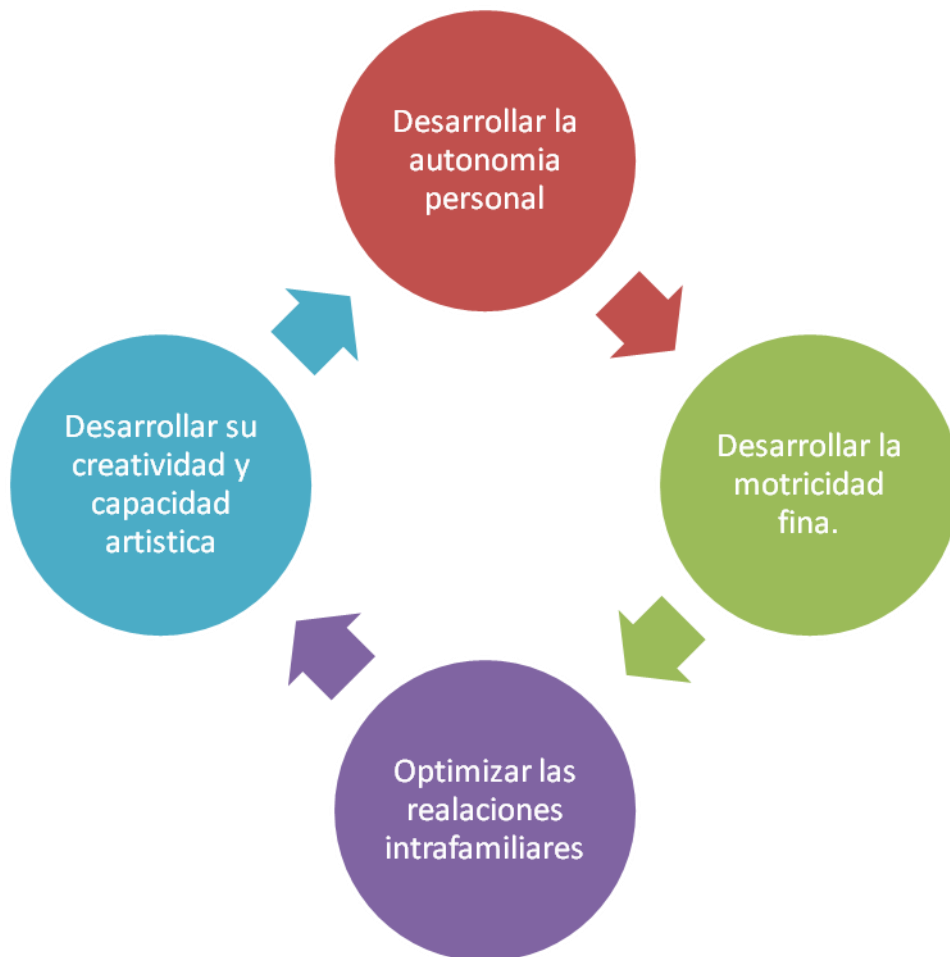 Desarrollar la
autonomia
personal
Desarrollar la
motricidad
fina.
Optimizar las
realaciones
intrafamiliares
Desarrollar su
creatividad y
capacidad
artistica